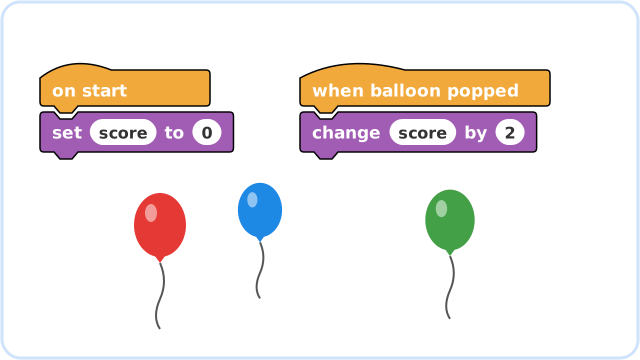 on start
set score to 0
when balloon popped
change score by 2